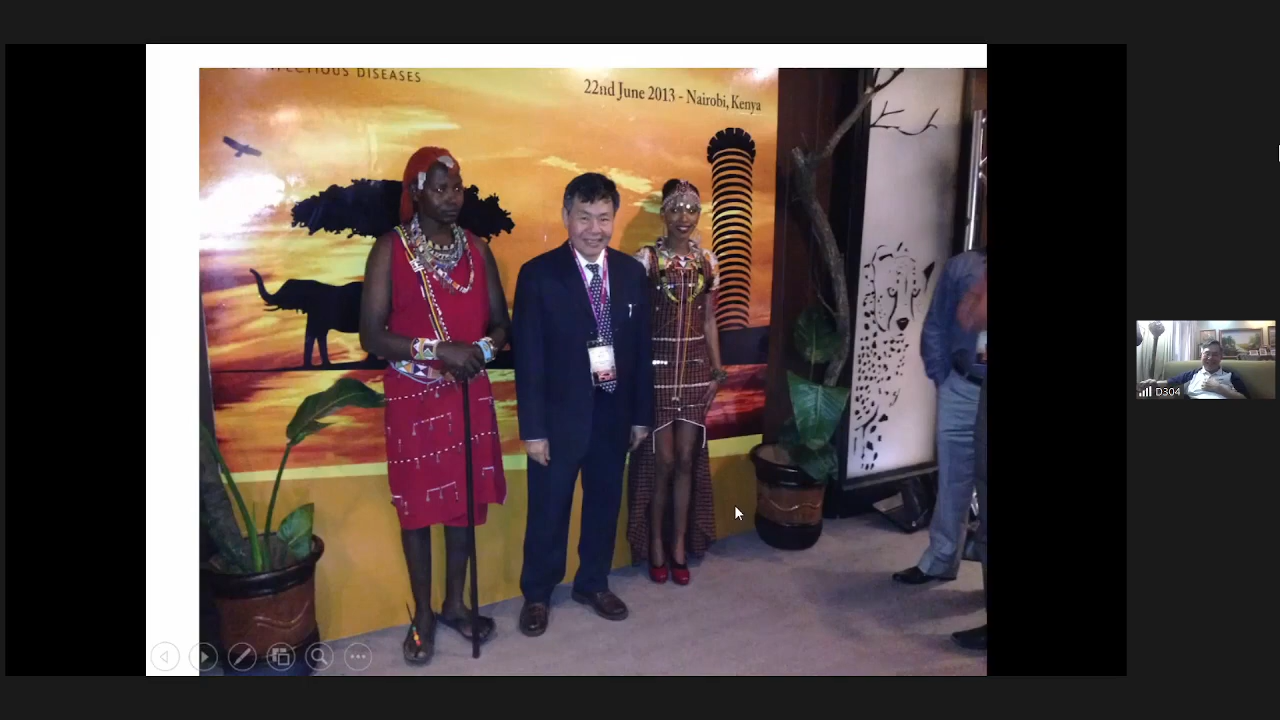 INFECTIOUS DISEASES
22nd June 2013 - Nairobi, Kenya
D304